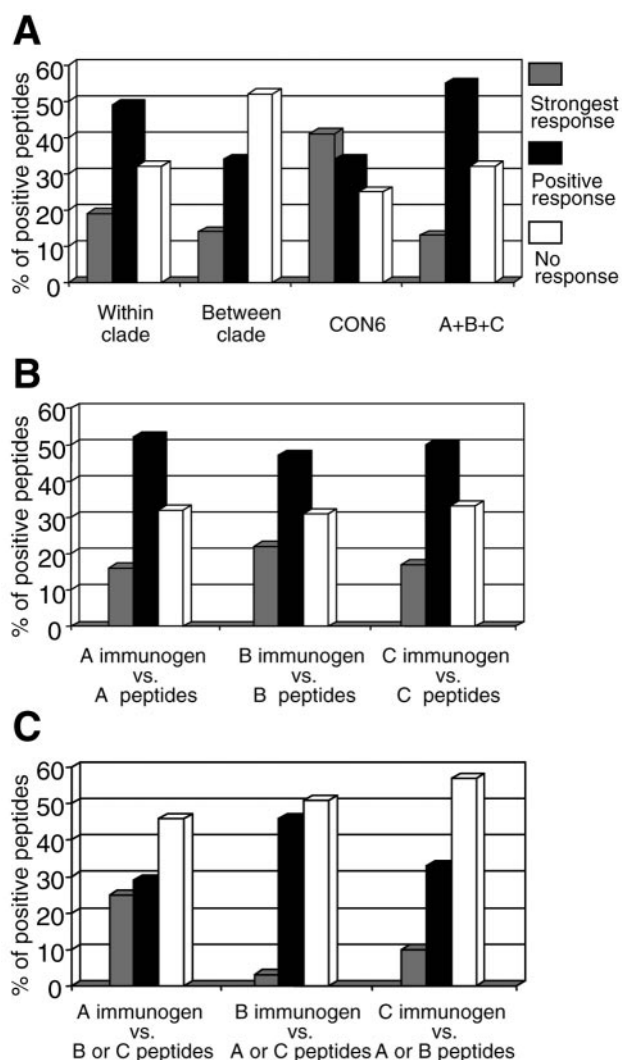 A
% of positive peptides
60
50
40
30
20
10
0
Within
clade
Between
clade
CON6
A+B+C
Strongest
response
Positive
response
No
response
B
% of positive peptides
60
50
40
30
20
10
0
A immunogen
vs.
A peptides
B immunogen
vs.
B peptides
C immunogen
vs.
C peptides
C
% of positive peptides
60
50
40
30
20
10
0
A immunogen
vs.
B or C peptides
B immunogen
vs.
A or C peptides
C immunogen
vs.
A or B peptides